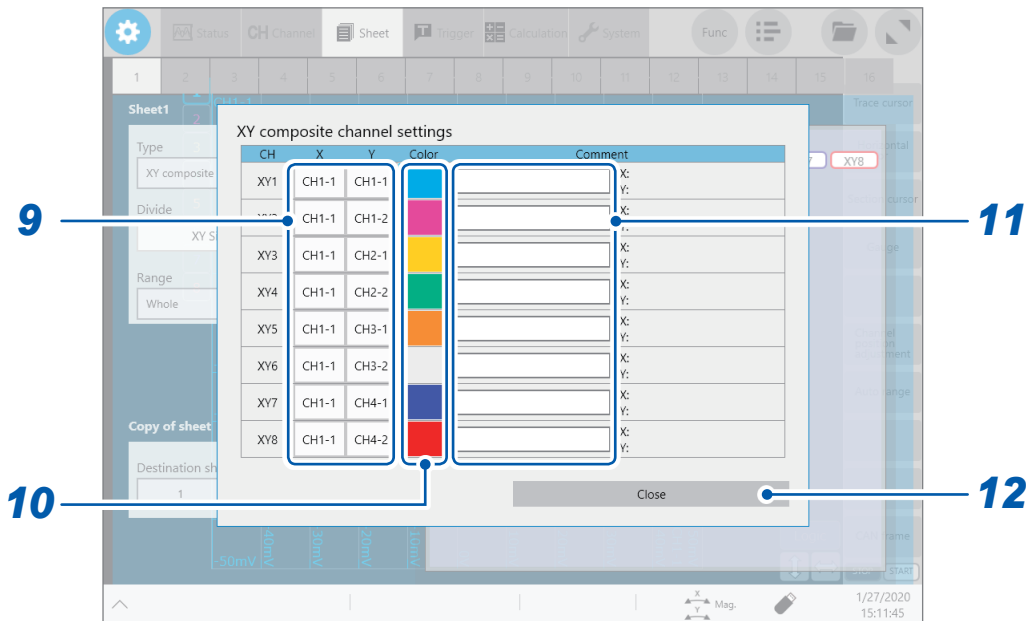 Status CH Channel Sheet Trigger Calculation System Func
1 2 3 4 5 6 7 8 9 10 11 12 13 14 15 16
Sheet1
Trace cursor
Type
XY composite
Divide
Range
Whole
Copy of sheet
Destination sh
1
XY composite channel settings
CH X Y Color Comment
XY1 CH1-1 CH1-1 X:
Y:
CH1-1 CH1-2 X:
Y:
XY3 CH1-1 CH2-1 X:
Y:
XY4 CH1-1 CH2-2 X:
Y:
XY5 CH1-1 CH3-1 X:
Y:
XY6 CH1-1 CH3-2 X:
Y:
XY7 CH1-1 CH4-1 X:
Y:
XY8 CH1-1 CH4-2 X:
Y:
Close
XY8
cursor
adjustment
START
-50mV -40mV -30mV -20mV -10mV
X
Y
Mag.
1/27/2020
15:11:45
9
10
11
12